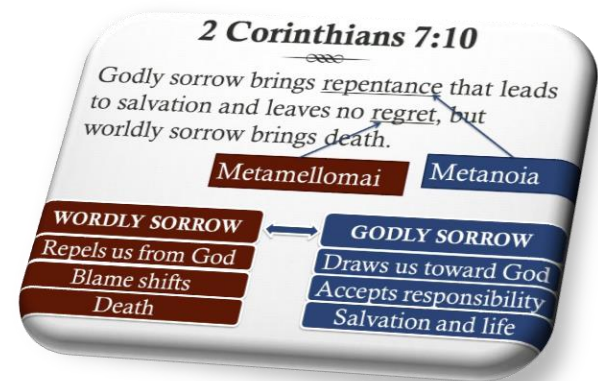 2 Corinthians 7:10
Godly sorrow brings repentance that leads
to salvation and leaves no regret, but
worldly sorrow brings death.
Metamellomai
Metanoia
WORDLY SORROW
Repels us from God
Blame shifts
Death
GODLY SORROW
Draws us toward God
Accepts responsibility
Salvation and life